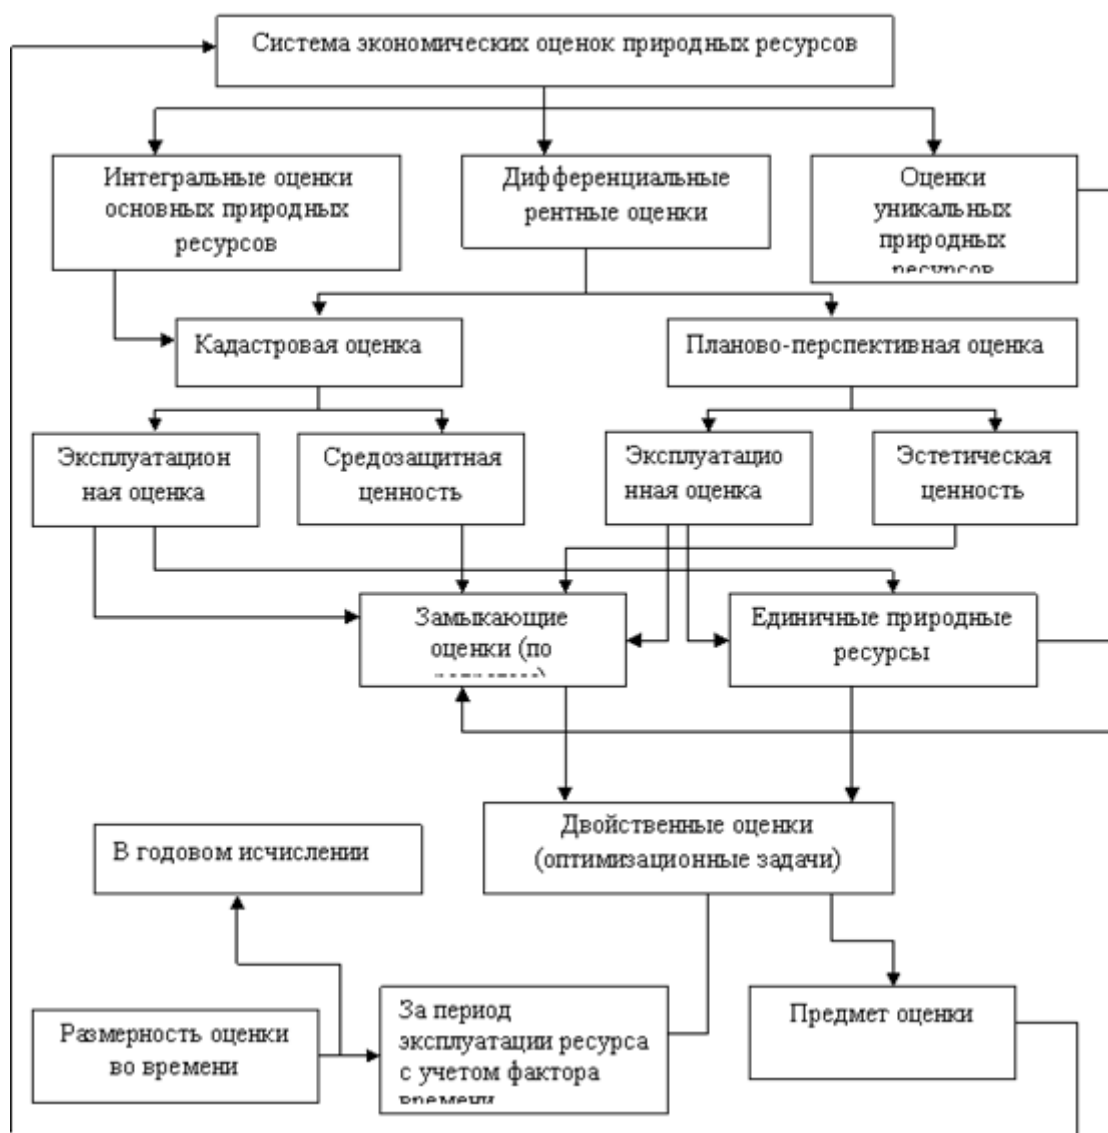 Система экономических оценок природных ресурсов
Интегральные оценки
основных природных
ресурсов
Дифференциальные
рентные оценки
Оценки
уникальных
природных
ресурсов
Кадастровая оценка
Планово-перспективная оценка
Эксплуатацион
ная оценка
Средозащитная
ценность
Эксплуатацио
нная оценка
Эстетическая
ценность
Замыкающие
оценки (по
Единичные природные
ресурсы
Двойственные оценки
(оптимизационные задачи)
В годовом исчислении
Размерность оценки
во времени
За период
эксплуатации ресурса
с учетом фактора
времени
Предмет оценки